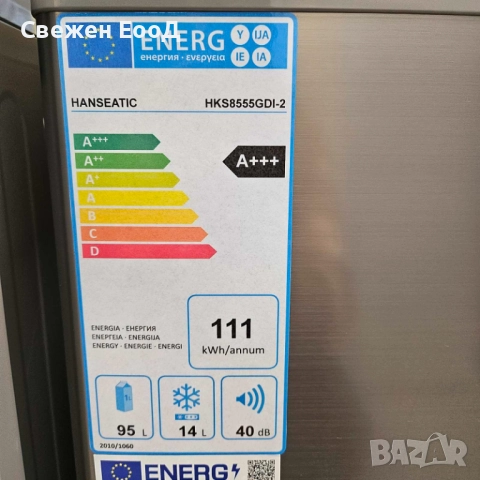 Свежен ЕооД
ENERG
Y IJA
IE IA
енергия · ενεργεια
HANSEATIC HKS8555GDI-2
A+++
A++
A+
A
B
C
D
A+++
ENERGIA · ЕНЕРГИЯ
ΕΝΕΡΓΕΙΑ · ENERGIJA
ENERGY · ENERGIE · ENERGI
111
kWh/annum
95 L
14 L
40 dB
2010/1060
ENERG
BAZAR